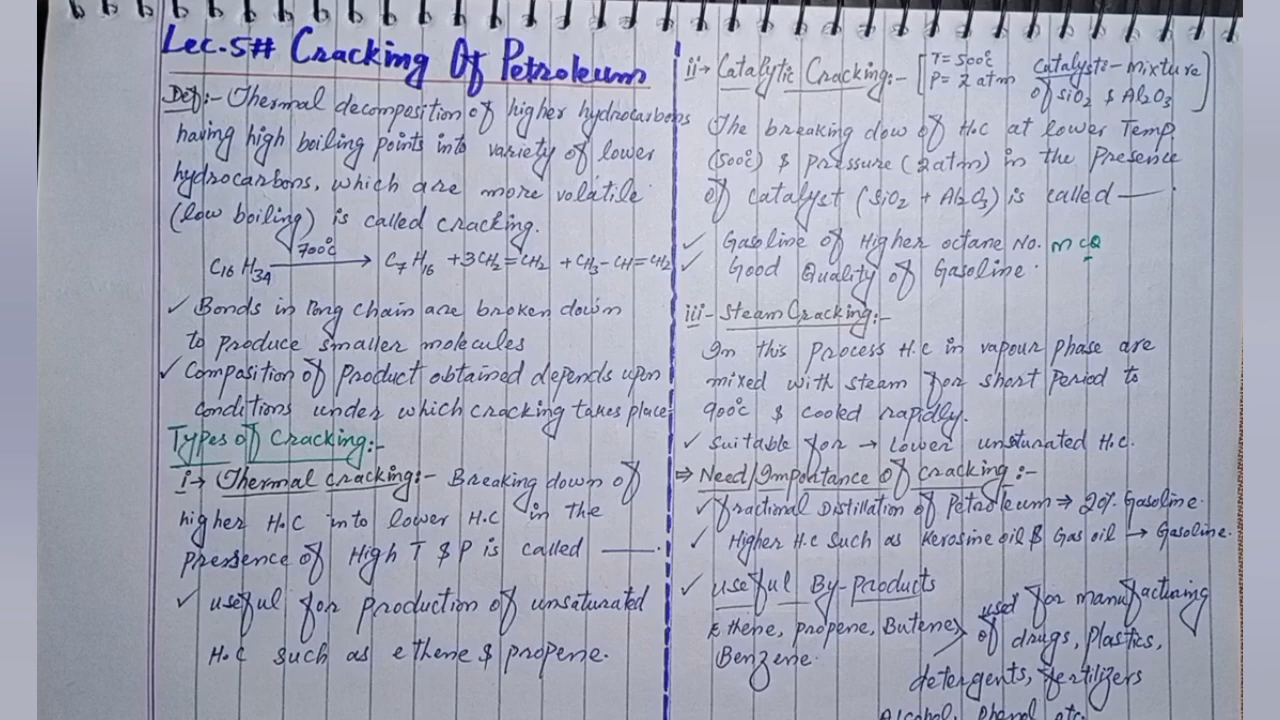 Lec.5# Cracking Of Petroleum
Def:- Thermal decomposition of higher hydrocarbons
having high boiling points into variety of lower
hydrocarbons, which are more volatile
(low boiling) is called cracking.
C16H34 700°C → C7H16 + 3CH2=CH2 + CH3-CH=CH2
✓ Bonds in long chain are broken down
to produce smaller molecules
✓ Composition of product obtained depends upon
conditions under which cracking takes place
Types of Cracking:-
i→ Thermal cracking:- Breaking down of
higher H.C into lower H.C in the
presence of High T & P is called ——.
✓ useful for production of unsaturated
H.C such as ethene & propene.
ii→ Catalytic Cracking:- [T=500°C P=2 atm Catalysts-mixture of SiO2 & Al2O3]
The breaking dow of H.C at lower Temp.
(500°C) & pressure (2atm) in the Presence
of catalyst (SiO2 + Al2O3) is called ——.
✓ Gasoline of Higher octane No. mcQ
✓ Good Quality of Gasoline.
iii- Steam Cracking:-
In this Process H.C in vapour phase are
mixed with steam for short Period to
900°C & cooked rapidly.
✓ Suitable for → Lower unsturated H.C.
⇒ Need/Importance of Cracking:-
✓ fractional Distillation of Petroleum ⇒ 20% Gasoline.
✓ Higher H.C Such as Kerosine oil & Gas oil → Gasoline.
✓ Useful By-Products
Ethene, propene, Butene,
Benzene.
> used for manufacturing
of drugs, plastics,
detergents, fertilizers
Alcohol, Phenol etc.